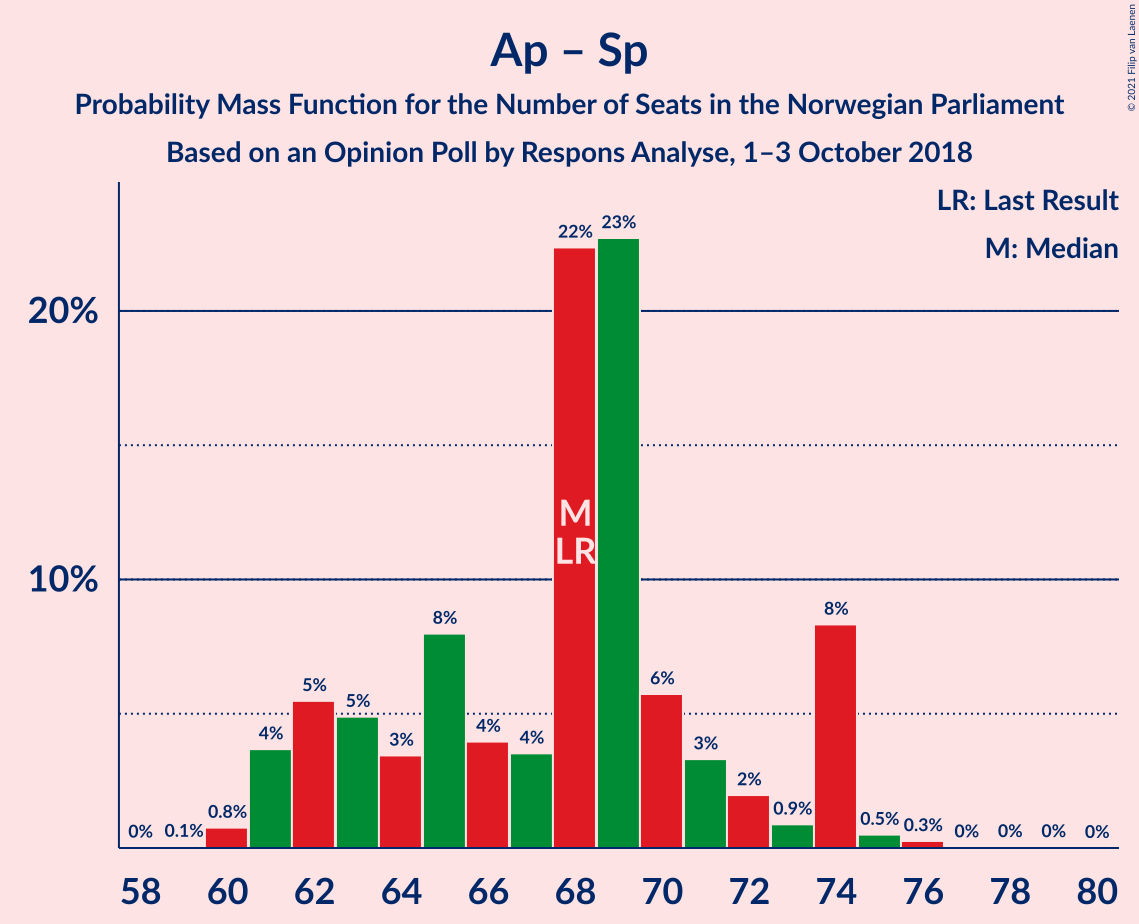 Ap – Sp
Probability Mass Function for the Number of Seats in the Norwegian Parliament
Based on an Opinion Poll by Respons Analyse, 1–3 October 2018
© 2021 Filip van Laenen
LR: Last Result
M: Median
20%
10%
0% 0.1% 0.8% 4% 5% 5% 3% 8% 4% 4% 22% 23% 6% 3% 2% 0.9% 8% 0.5% 0.3% 0% 0% 0% 0%
M
LR
58 60 62 64 66 68 70 72 74 76 78 80